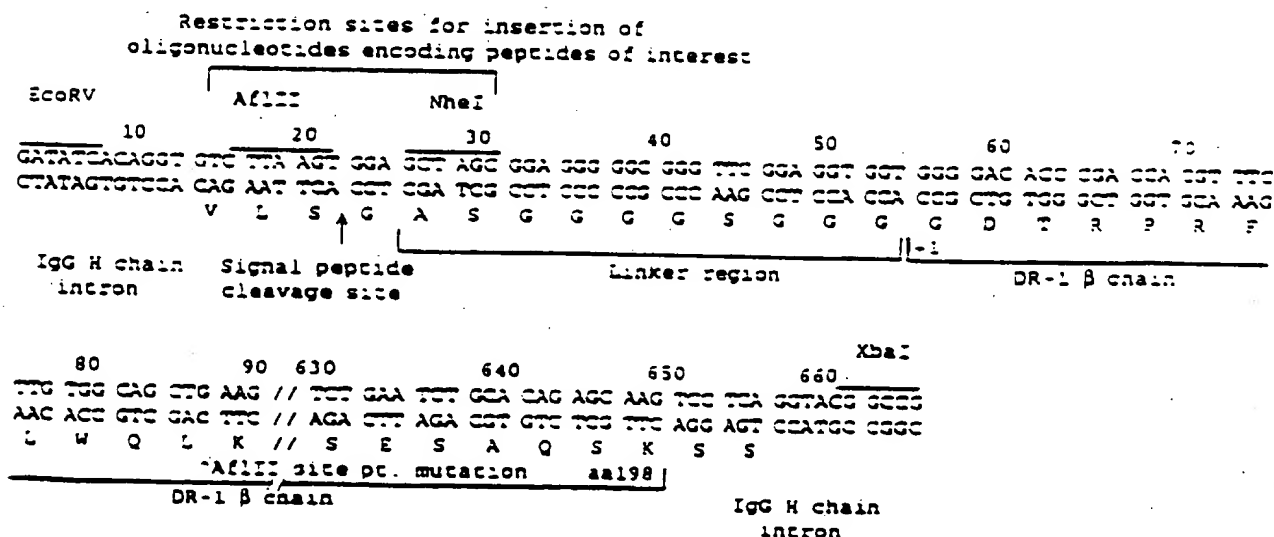 Restriction sites for insertion of
oligonucleotides encoding peptides of interest
EcoRV AflII NheI
10 20 30 40 50 60 70
GATATCACAGGT GTC TTA AGT GGA GCT AGC GGA GGG GGC GGG TTC GGA GGT GGT GGG GAC ACC CGA CCA CGT TTC
CTATAGTGTCCA CAG AAT TCA CCT CGA TCG CCT CCC CCG CCC AAG CCT CCA CCA CCC CTG TGG GCT GGT GCA AAG
V L S G A S G G G G S G G G G D T R P R F
+1
IgG H chain intron
Signal peptide cleavage site
Linker region
DR-1 β chain
80 90 630 640 650 660 XbaI
TTG TGG CAG CTG AAG // TCT GAA TCT GCA CAG AGC AAG TCC TCA GGTACG GCCG
AAC ACC GTC GAC TTC // AGA CTT AGA CGT GTC TCG TTC AGG AGT CCATGC CGGC
L W Q L K // S E S A Q S K S S
^AflII site pt. mutation aa198
DR-1 β chain
IgG H chain
intron